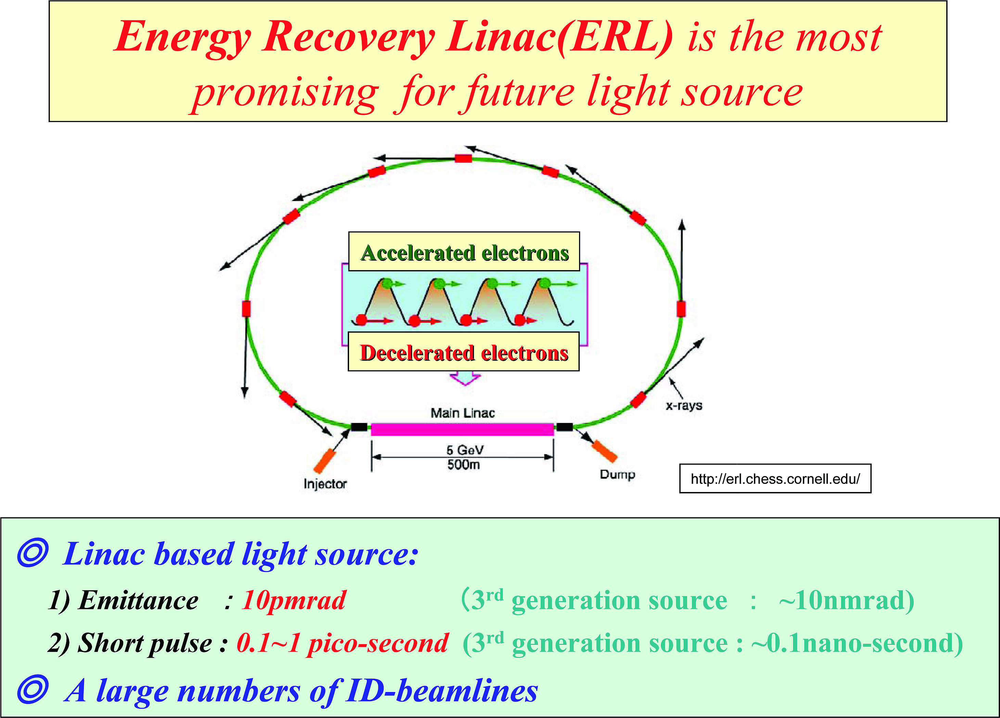 Energy Recovery Linac(ERL) is the most
promising for future light source
Accelerated electrons
Decelerated electrons
x-rays
Main Linac
5 GeV
500m
Injector
Dump
http://erl.chess.cornell.edu/
◎ Linac based light source:
1) Emittance : 10pmrad (3rd generation source : ~10nmrad)
2) Short pulse : 0.1~1 pico-second (3rd generation source : ~0.1nano-second)
◎ A large numbers of ID-beamlines